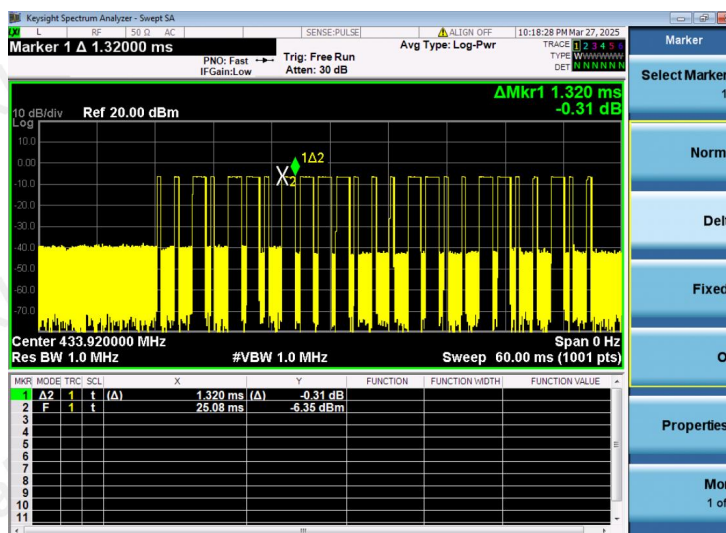 Keysight Spectrum Analyzer - Swept SA
LXI L RF 50 Ω AC SENSE:PULSE ALIGN OFF 10:18:28 PM Mar 27, 2025
Marker 1 Δ 1.32000 ms
PNO: Fast
IFGain:Low
Trig: Free Run
Atten: 30 dB
Avg Type: Log-Pwr
TRACE 1 2 3 4 5 6
TYPE WWWWWW
DET N N N N N N
ΔMkr1 1.320 ms
-0.31 dB
10 dB/div Ref 20.00 dBm
Log
10.0
0.00
-10.0
-20.0
-30.0
-40.0
-50.0
-60.0
-70.0
1Δ2
2
Center 433.920000 MHz Span 0 Hz
Res BW 1.0 MHz #VBW 1.0 MHz Sweep 60.00 ms (1001 pts)
MKR MODE TRC SCL X Y FUNCTION FUNCTION WIDTH FUNCTION VALUE
1 Δ2 1 t (Δ) 1.320 ms (Δ) -0.31 dB
2 F 1 t 25.08 ms -6.35 dBm
3
4
5
6
7
8
9
10
11
Marker
Select Marker
1
Norm
Del
Fixed
O
Properties
Mo
1 of